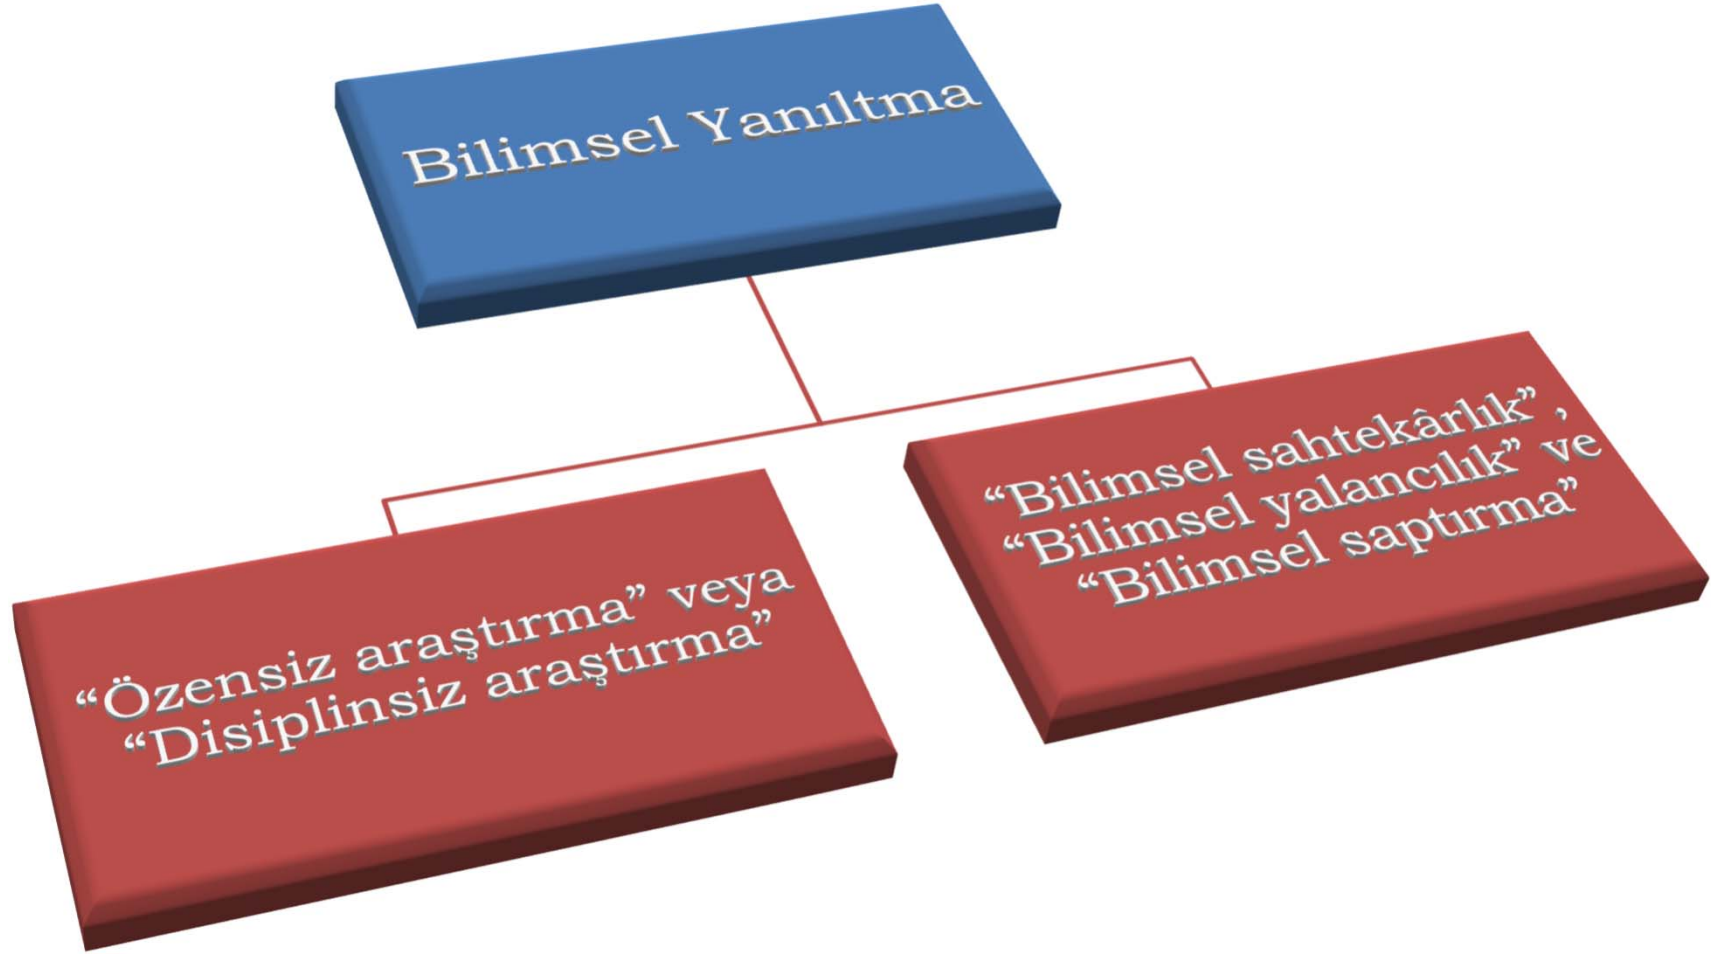 Bilimsel Yanıltma
“Özensiz araştırma” veya
“Disiplinsiz araştırma”
“Bilimsel sahtekârlık” ,
“Bilimsel yalancılık” ve
“Bilimsel saptırma”